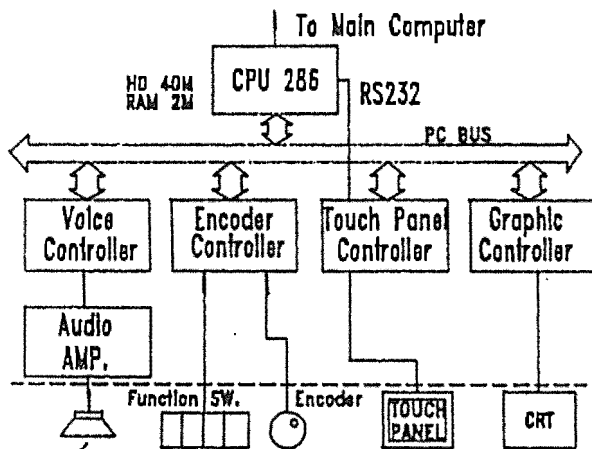 To Main Computer
CPU 286
HD 40M
RAM 2M
RS232
PC BUS
Voice
Controller
Encoder
Controller
Touch Panel
Controller
Graphic
Controller
Audio
AMP.
Function SW.
Encoder
TOUCH
PANEL
CRT